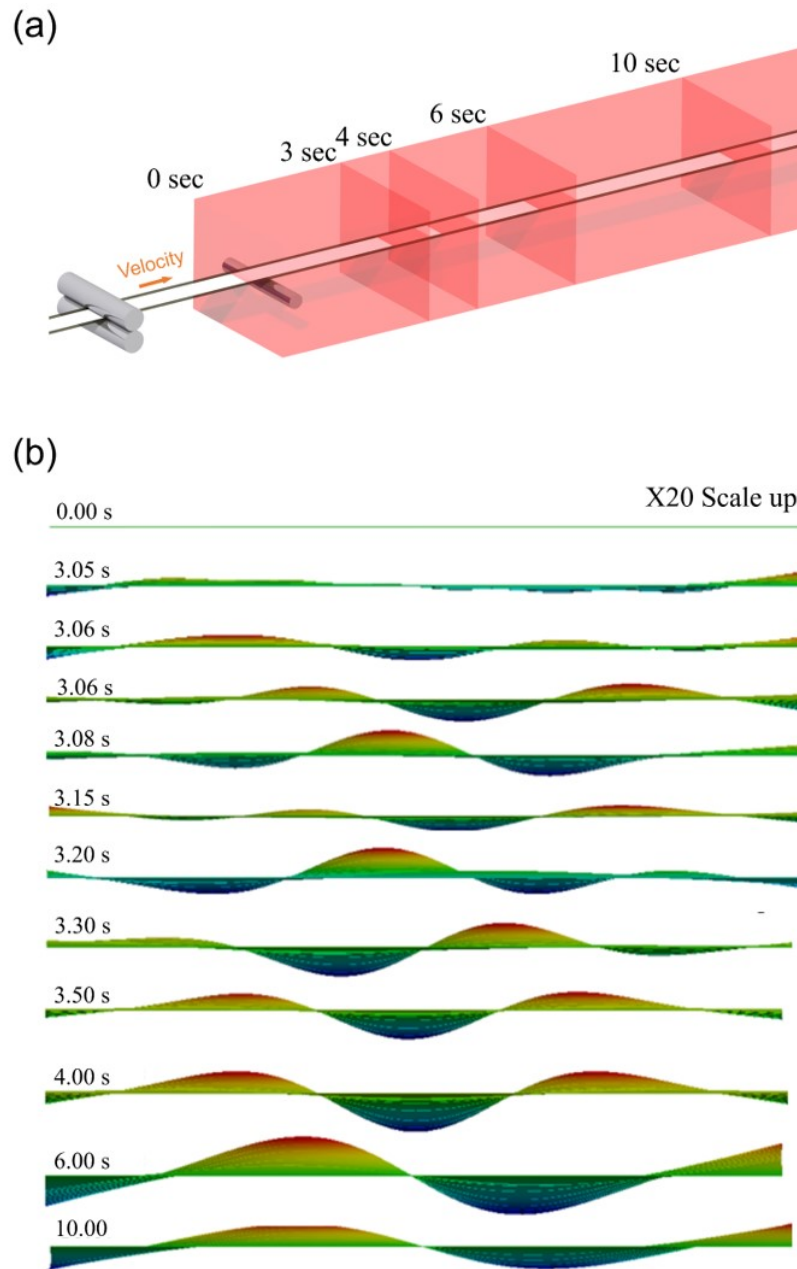 (a)
10 sec
6 sec
4 sec
3 sec
0 sec
Velocity
(b)
X20 Scale up
0.00 s
3.05 s
3.06 s
3.06 s
3.08 s
3.15 s
3.20 s
3.30 s
3.50 s
4.00 s
6.00 s
10.00